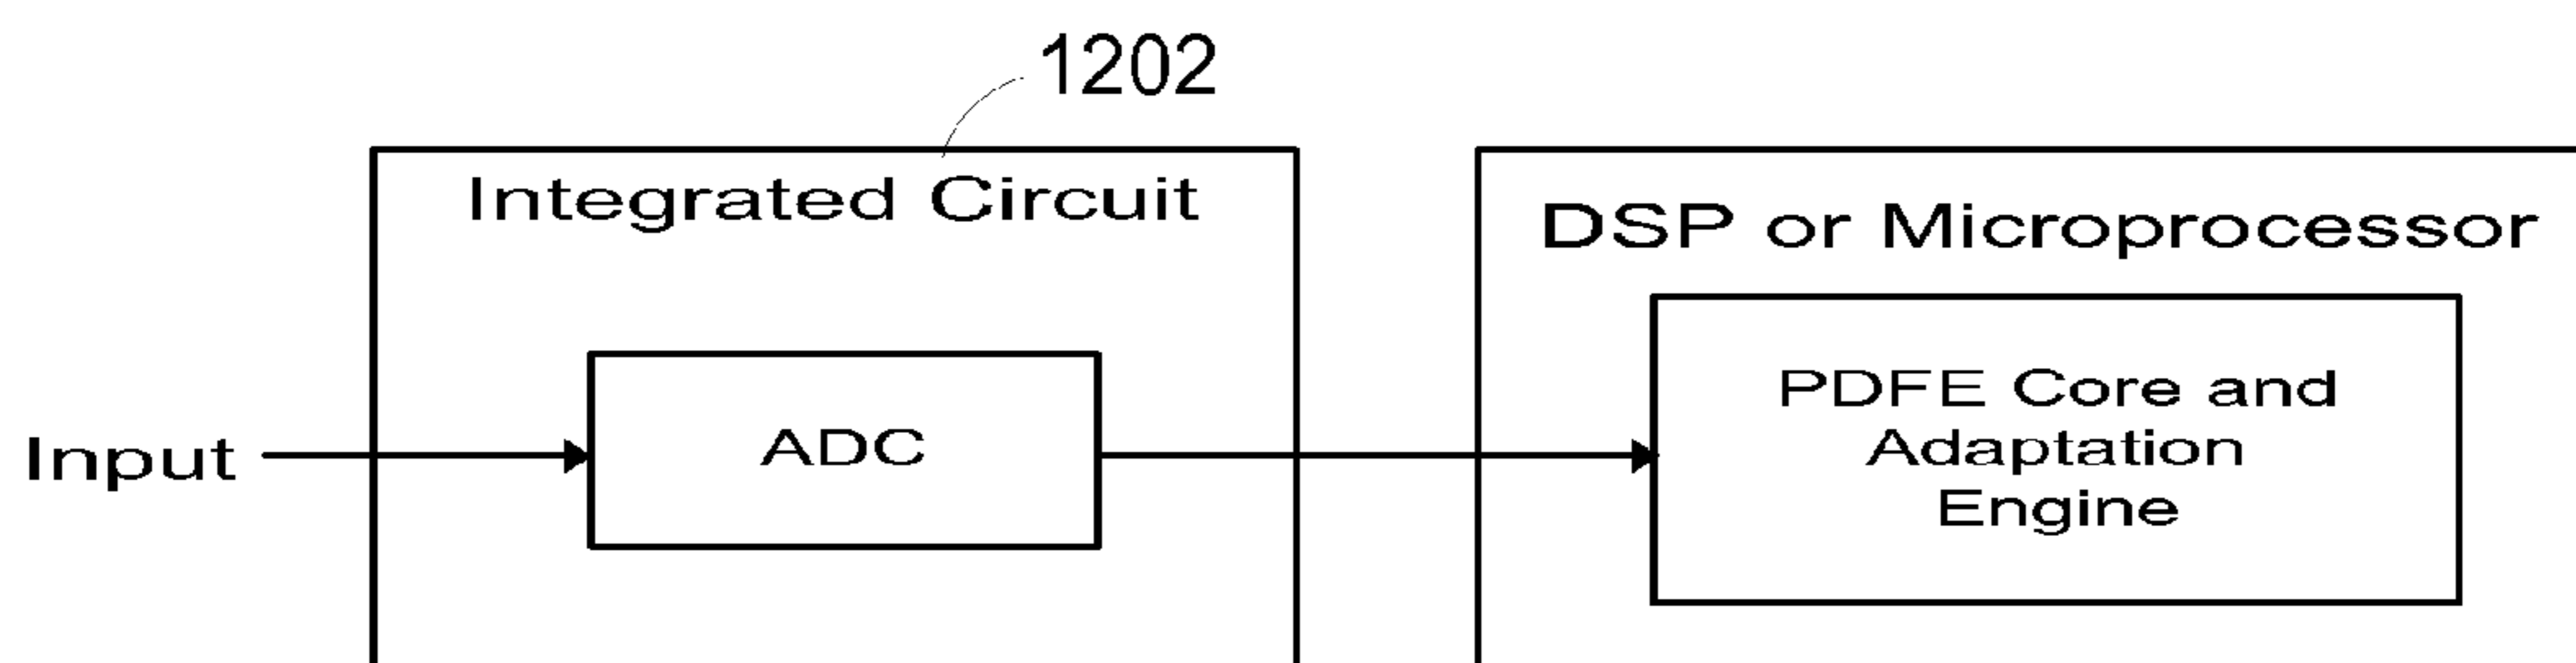 1202
Integrated Circuit
DSP or Microprocessor
Input
ADC
PDFE Core and
Adaptation
Engine